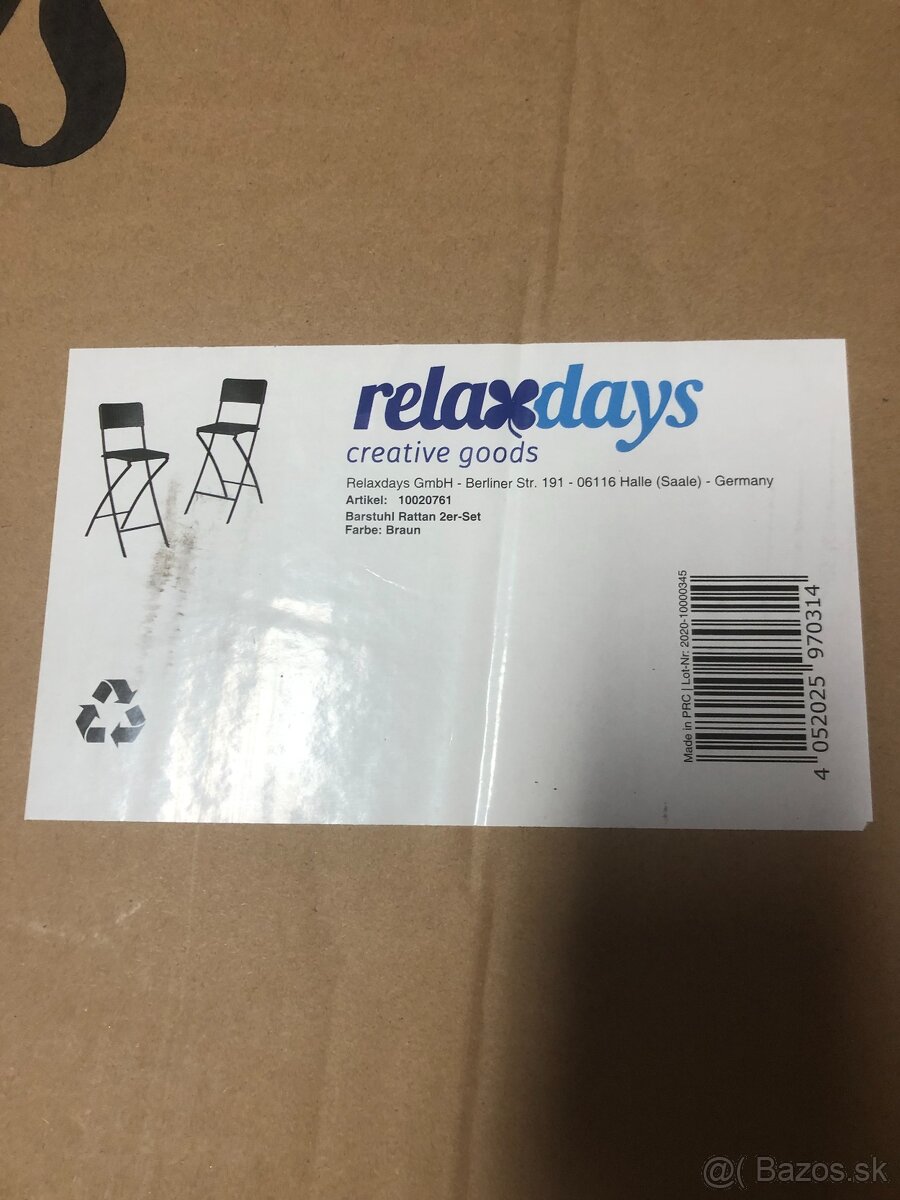 relaxdays
creative goods
Relaxdays GmbH - Berliner Str. 191 - 06116 Halle (Saale) - Germany
Artikel: 10020761
Barstuhl Rattan 2er-Set
Farbe: Braun
Made in PRC | Lot-Nr: 2020-10000345
4 052025 970314
@( Bazos.sk